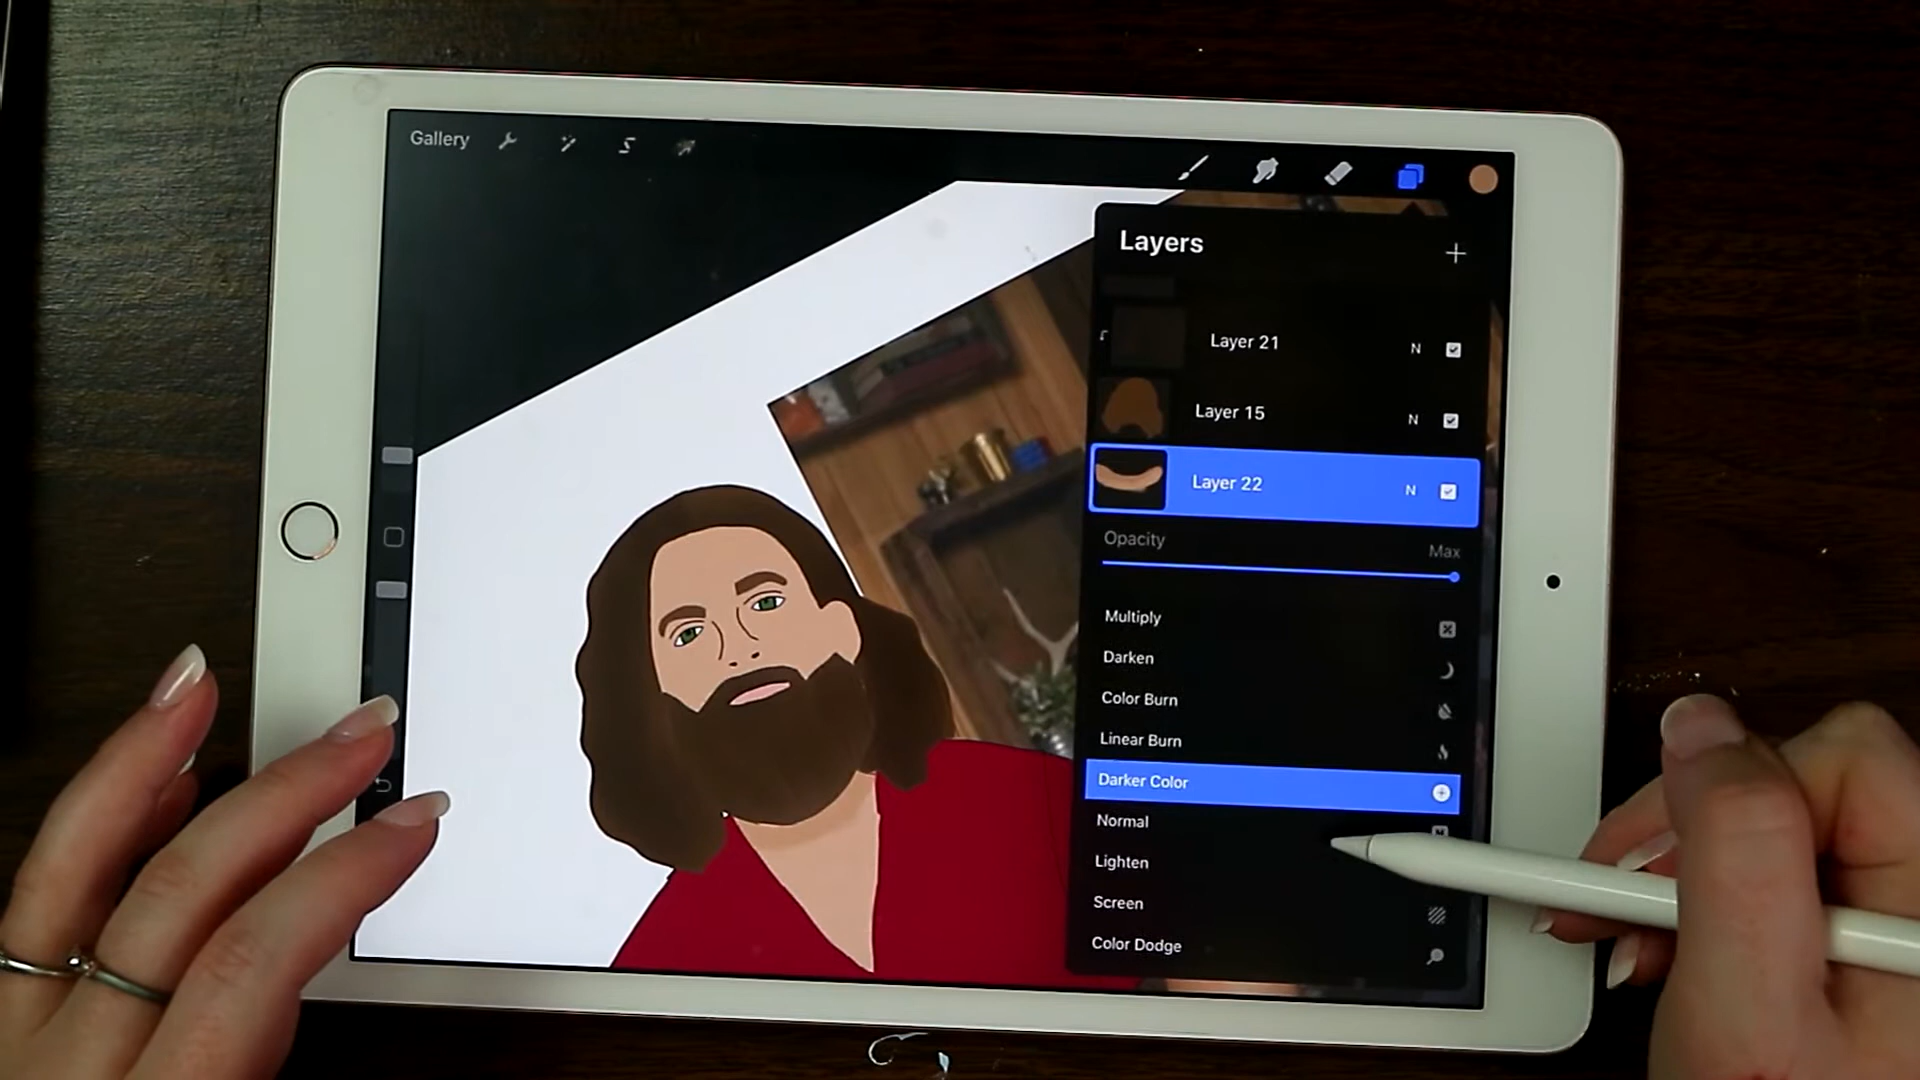 Gallery
Layers
Layer 21 N
Layer 15 N
Layer 22 N
Opacity Max
Multiply
Darken
Color Burn
Linear Burn
Darker Color
Normal
Lighten
Screen
Color Dodge